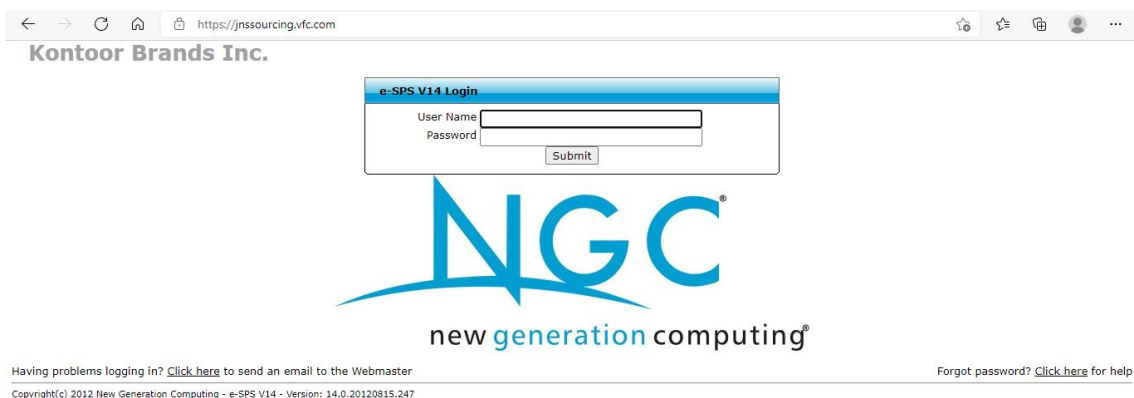 https://jnssourcing.vfc.com
Kontoor Brands Inc.
e-SPS V14 Login
User Name
Password
Submit
NGC®
new generation computing®
Having problems logging in? Click here to send an email to the Webmaster
Forgot password? Click here for help
Copyright(c) 2012 New Generation Computing - e-SPS V14 - Version: 14.0.20120815.247